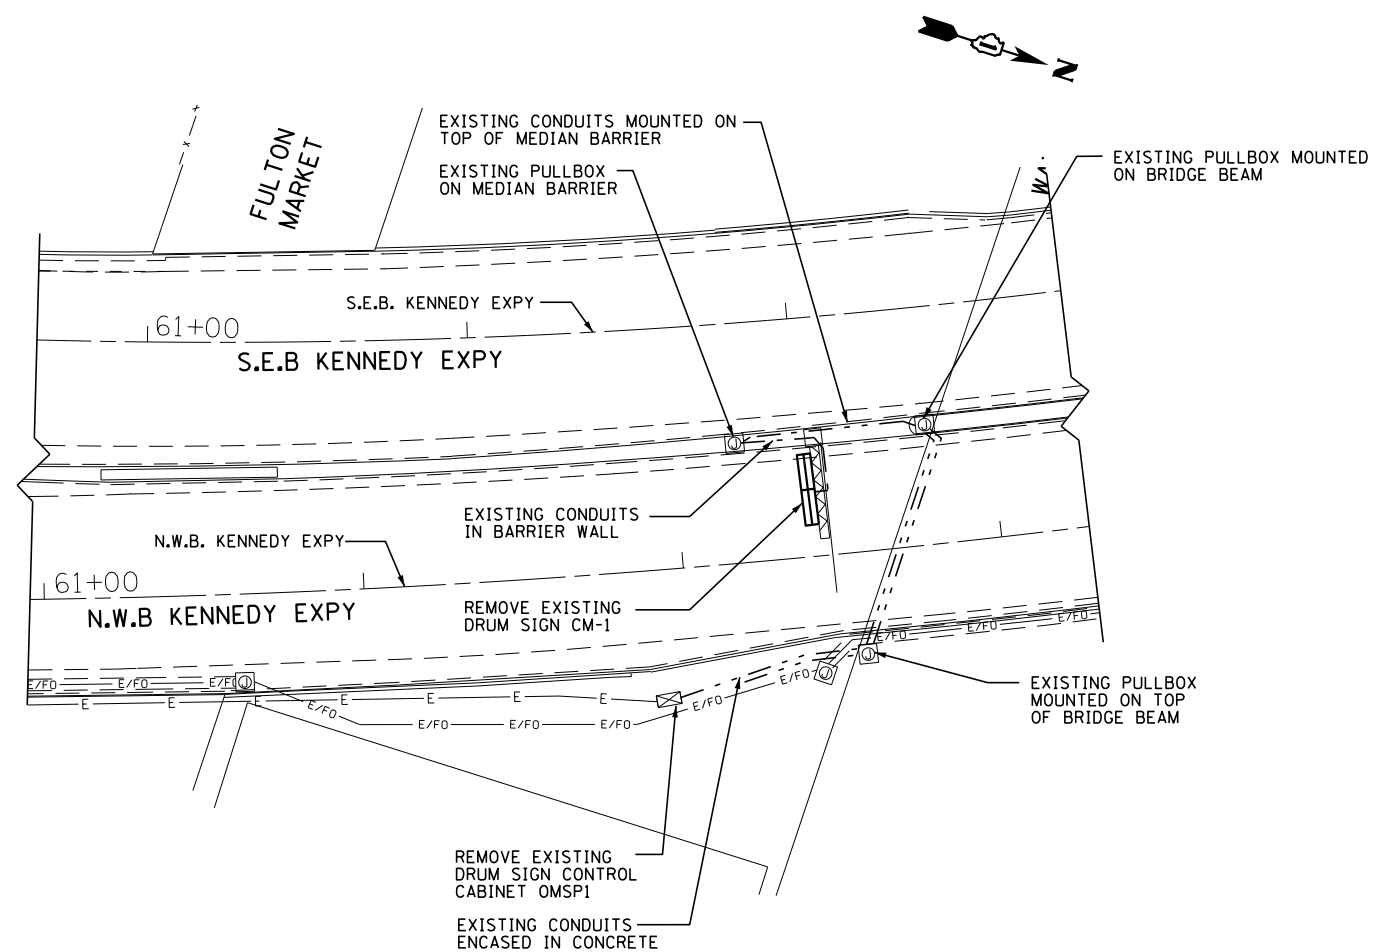 N
EXISTING CONDUITS MOUNTED ON
TOP OF MEDIAN BARRIER
EXISTING PULLBOX
ON MEDIAN BARRIER
EXISTING PULLBOX MOUNTED
ON BRIDGE BEAM
FULTON
MARKET
W.
x
x
S.E.B. KENNEDY EXPY
61+00
S.E.B KENNEDY EXPY
EXISTING CONDUITS
IN BARRIER WALL
N.W.B. KENNEDY EXPY
61+00
N.W.B KENNEDY EXPY
REMOVE EXISTING
DRUM SIGN CM-1
E/FO
E/FO
E/FO
E/FO
E/FO
E/FO
E/FO
E/FO
E/FO
E/FO
E/FO
E/FO
E
E
E
E
E
E
E
J
J
J
J
J
EXISTING PULLBOX
MOUNTED ON TOP
OF BRIDGE BEAM
REMOVE EXISTING
DRUM SIGN CONTROL
CABINET OMSP1
EXISTING CONDUITS
ENCASED IN CONCRETE